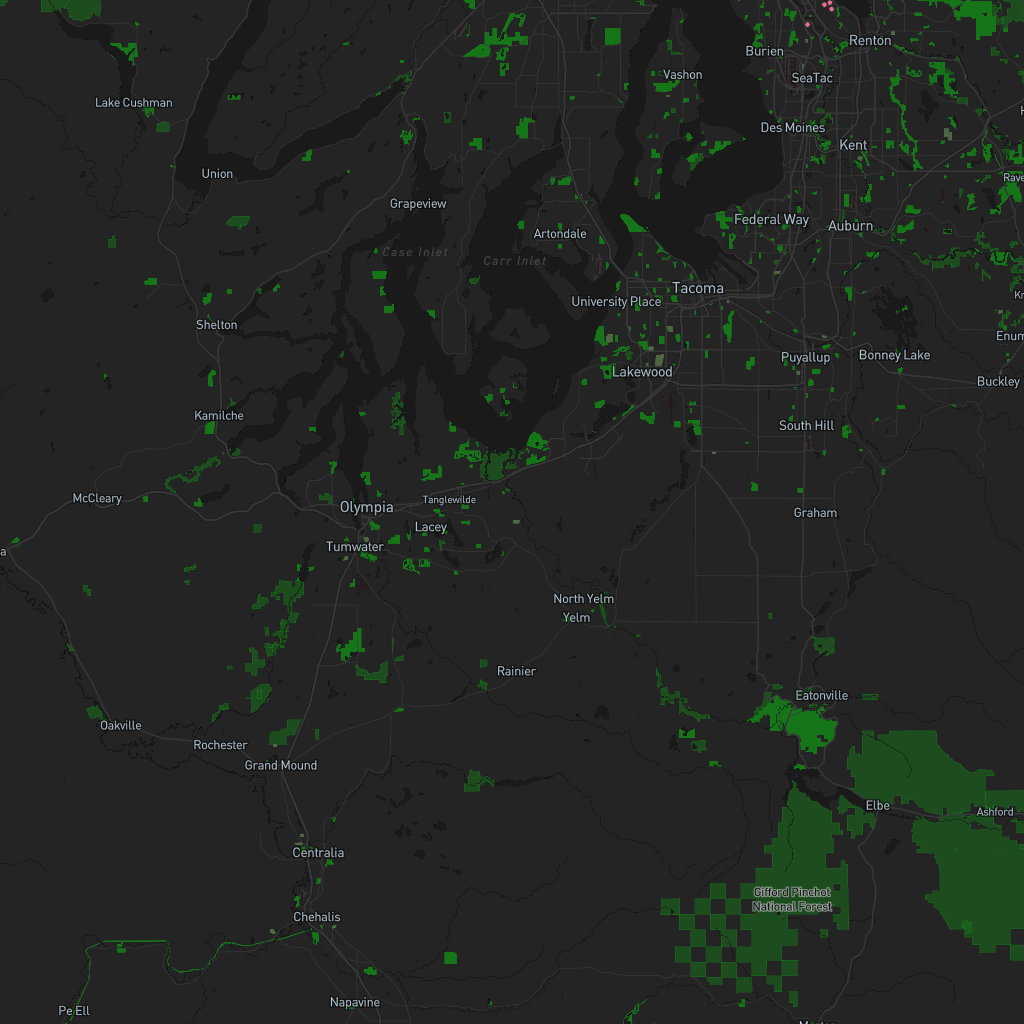 Renton
Burien
Vashon
SeaTac
Lake Cushman
Des Moines
Kent
Union
Grapeview
Federal Way
Auburn
Artondale
Case Inlet
Carr Inlet
Tacoma
University Place
Shelton
Puyallup
Bonney Lake
Lakewood
Buckley
Kamilche
South Hill
McCleary
Tanglewilde
Olympia
Graham
Lacey
Tumwater
North Yelm
Yelm
Rainier
Eatonville
Oakville
Rochester
Grand Mound
Elbe
Ashford
Centralia
Gifford Pinchot
National Forest
Chehalis
Napavine
Pe Ell